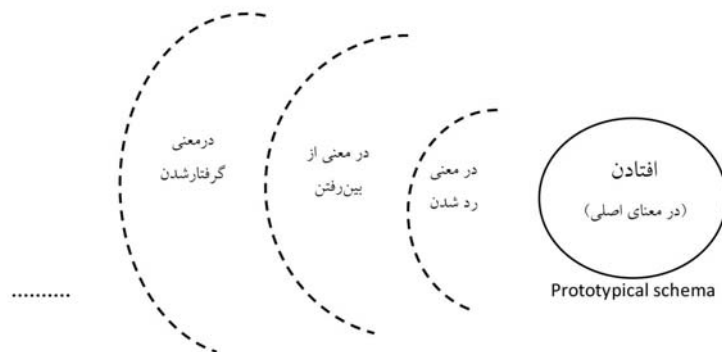 افتادن
(در معنای اصلی)
Prototypical schema
در معنی
رد شدن
در معنی از
بین‌رفتن
درمعنی
گرفتارشدن
..........